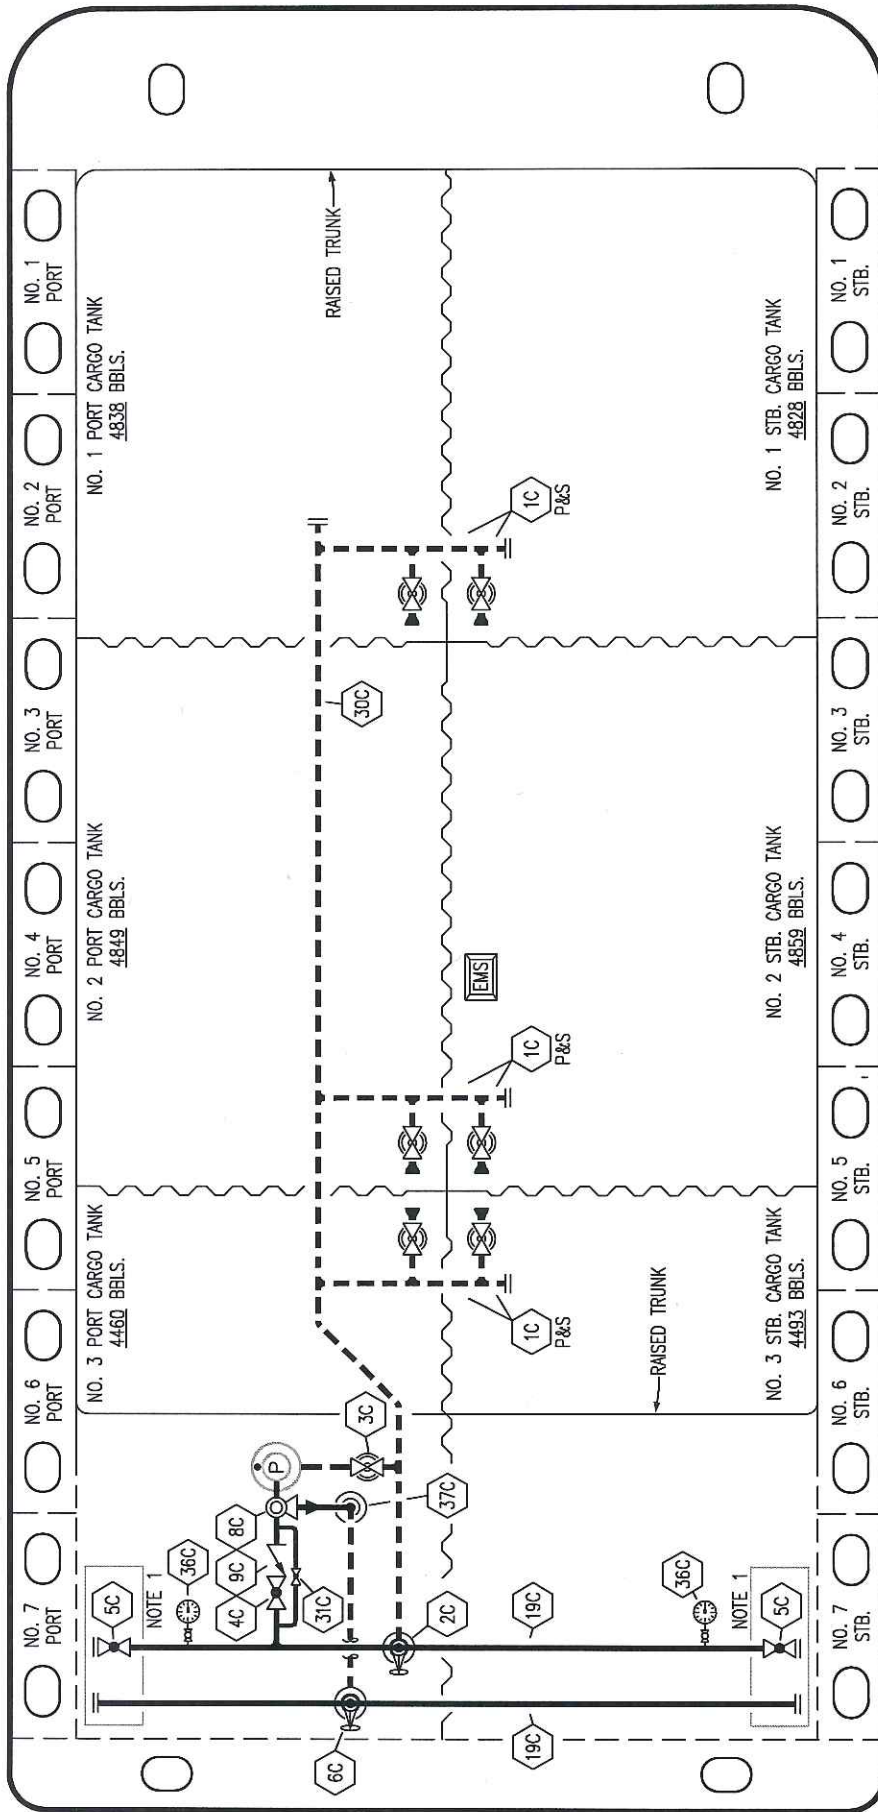 NO. 1
PORT
NO. 2
PORT
NO. 3
PORT
NO. 4
PORT
NO. 5
PORT
NO. 6
PORT
NO. 7
PORT
NO. 1 PORT CARGO TANK
4838 BBLS.
NO. 2 PORT CARGO TANK
4849 BBLS.
NO. 3 PORT CARGO TANK
4460 BBLS.
RAISED TRUNK
30C
1C
P&S
1C
P&S
1C
P&S
EMS
3C
P
8C
9C
4C
31C
37C
2C
6C
36C
5C
NOTE 1
19C
19C
36C
NOTE 1
5C
RAISED TRUNK
NO. 1 STB. CARGO TANK
4828 BBLS.
NO. 2 STB. CARGO TANK
4859 BBLS.
NO. 3 STB. CARGO TANK
4493 BBLS.
NO. 1
STB.
NO. 2
STB.
NO. 3
STB.
NO. 4
STB.
NO. 5
STB.
NO. 6
STB.
NO. 7
STB.